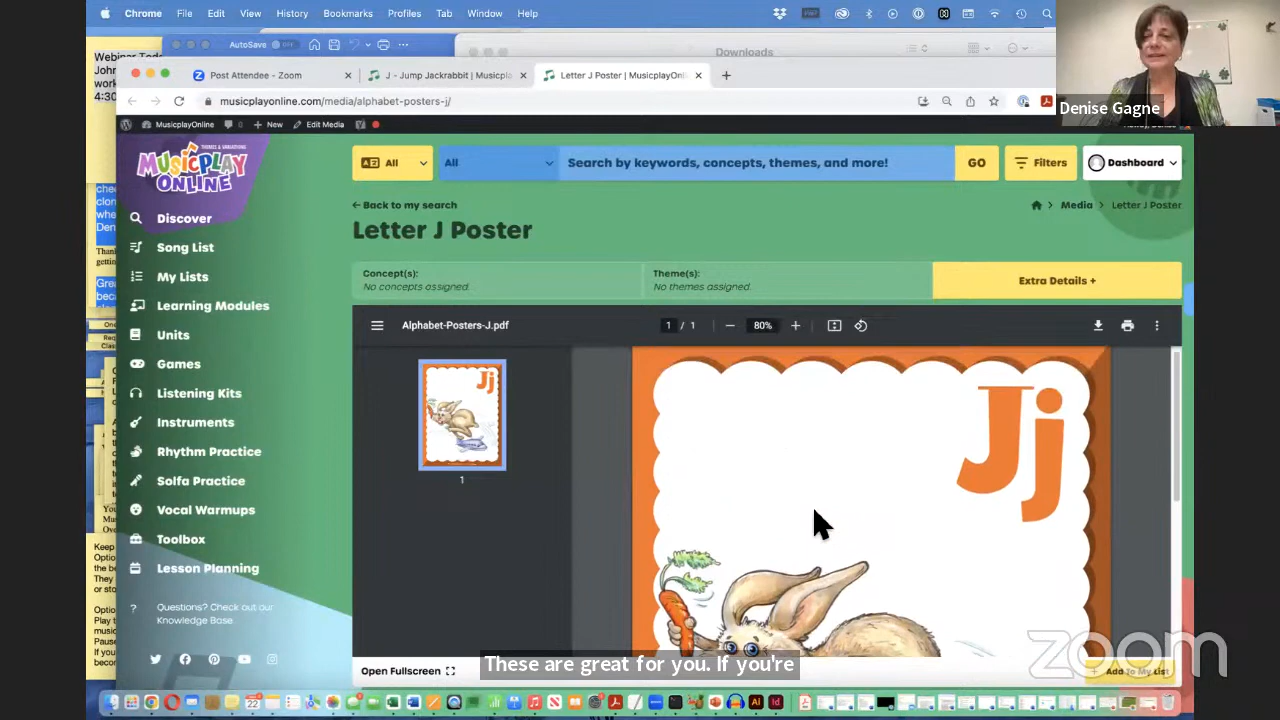 Chrome File Edit View History Bookmarks Profiles Tab Window Help
AutoSave OFF
Downloads
Post Attendee - Zoom
J - Jump Jackrabbit | Musicpl
Letter J Poster | MusicplayOnli
musicplayonline.com/media/alphabet-posters-j/
MusicplayOnline 0 New Edit Media
Denise Gagne
THEMES & VARIATIONS
MUSICPLAY
ONLINE
All
All
Search by keywords, concepts, themes, and more!
GO
Filters
Dashboard
Discover
Song List
My Lists
Learning Modules
Units
Games
Listening Kits
Instruments
Rhythm Practice
Solfa Practice
Vocal Warmups
Toolbox
Lesson Planning
? Questions? Check out our
Knowledge Base.
Back to my search
Media Letter J Poster
Letter J Poster
Concept(s):
No concepts assigned.
Theme(s):
No themes assigned.
Extra Details +
Alphabet-Posters-J.pdf
1 / 1
80%
Jj
1
Jj
Open Fullscreen
These are great for you. If you're
+ Add To My List
zoom